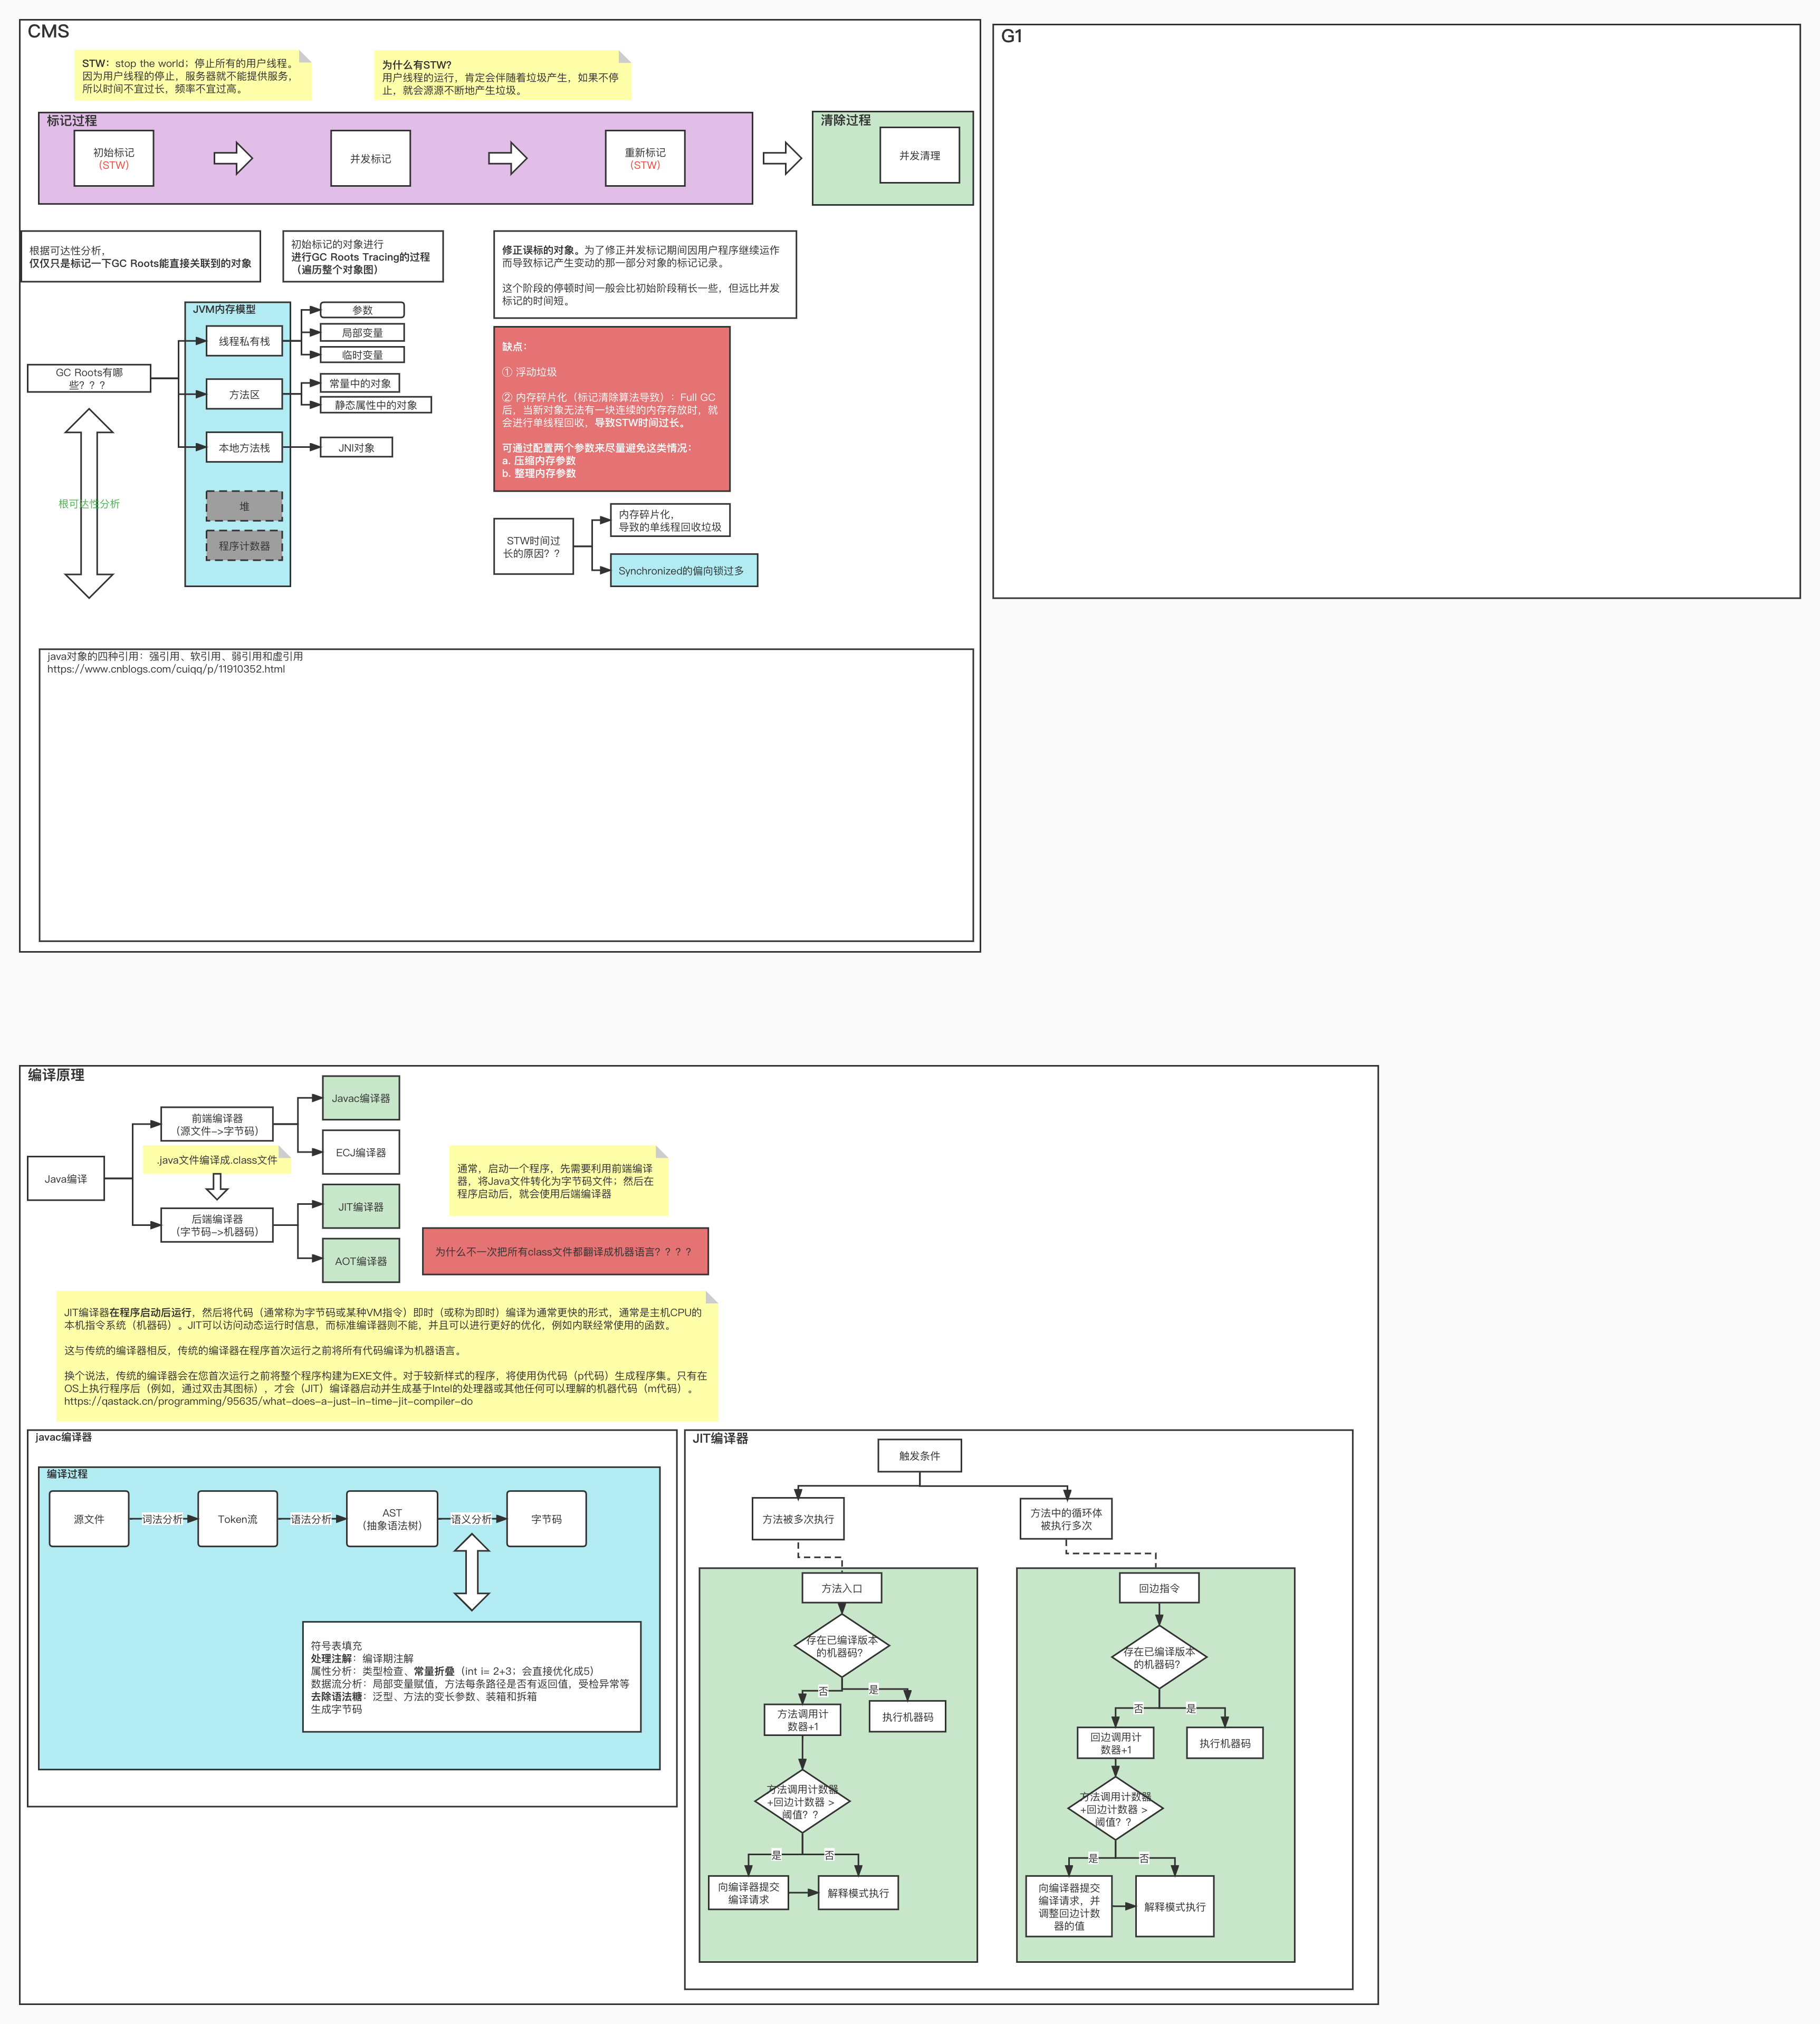 CMS
STW：stop the world；停止所有的用户线程。
因为用户线程的停止，服务器就不能提供服务，
所以时间不宜过长，频率不宜过高。
为什么有STW?
用户线程的运行，肯定会伴随着垃圾产生，如果不停
止，就会源源不断地产生垃圾。
标记过程
初始标记
(STW)
并发标记
重新标记
(STW)
清除过程
并发清理
根据可达性分析，
仅仅只是标记一下GC Roots能直接关联到的对象
初始标记的对象进行
进行GC Roots Tracing的过程
（遍历整个对象图）
修正误标的对象。为了修正并发标记期间因用户程序继续运作
而导致标记产生变动的那一部分对象的标记记录。
这个阶段的停顿时间一般会比初始阶段稍长一些，但远比并发
标记的时间短。
GC Roots有哪
些？？？
根可达性分析
JVM内存模型
线程私有栈
方法区
本地方法栈
堆
程序计数器
参数
局部变量
临时变量
常量中的对象
静态属性中的对象
JNI对象
缺点：
① 浮动垃圾
② 内存碎片化（标记清除算法导致）：Full GC
后，当新对象无法有一块连续的内存存放时，就
会进行单线程回收，导致STW时间过长。
可通过配置两个参数来尽量避免这类情况：
a. 压缩内存参数
b. 整理内存参数
STW时间过
长的原因？？
内存碎片化，
导致的单线程回收垃圾
Synchronized的偏向锁过多
java对象的四种引用：强引用、软引用、弱引用和虚引用
https://www.cnblogs.com/cuiqq/p/11910352.html
G1
编译原理
Java编译
前端编译器
（源文件->字节码）
.java文件编译成.class文件
后端编译器
（字节码->机器码）
Javac编译器
ECJ编译器
JIT编译器
AOT编译器
通常，启动一个程序，先需要利用前端编译
器，将Java文件转化为字节码文件；然后在
程序启动后，就会使用后端编译器
为什么不一次把所有class文件都翻译成机器语言？？？？
JIT编译器在程序启动后运行，然后将代码（通常称为字节码或某种VM指令）即时（或称为即时）编译为通常更快的形式，通常是主机CPU的
本机指令系统（机器码）。JIT可以访问动态运行时信息，而标准编译器则不能，并且可以进行更好的优化，例如内联经常使用的函数。
这与传统的编译器相反，传统的编译器在程序首次运行之前将所有代码编译为机器语言。
换个说法，传统的编译器会在您首次运行之前将整个程序构建为EXE文件。对于较新样式的程序，将使用伪代码（p代码）生成程序集。只有在
OS上执行程序后（例如，通过双击其图标），才会（JIT）编译器启动并生成基于Intel的处理器或其他任何可以理解的机器代码（m代码）。
https://qastack.cn/programming/95635/what-does-a-just-in-time-jit-compiler-do
javac编译器
编译过程
源文件
词法分析
Token流
语法分析
AST
（抽象语法树）
语义分析
字节码
符号表填充
处理注解：编译期注解
属性分析：类型检查、常量折叠（int i= 2+3；会直接优化成5）
数据流分析：局部变量赋值，方法每条路径是否有返回值，受检异常等
去除语法糖：泛型、方法的变长参数、装箱和拆箱
生成字节码
JIT编译器
触发条件
方法被多次执行
方法中的循环体
被执行多次
方法入口
存在已编译版本
的机器码?
否
是
方法调用计
数器+1
执行机器码
方法调用计数器
+回边计数器 >
阈值？？
是
否
向编译器提交
编译请求
解释模式执行
回边指令
存在已编译版本
的机器码?
否
是
回边调用计
数器+1
执行机器码
方法调用计数器
+回边计数器 >
阈值？？
是
否
向编译器提交
编译请求，并
调整回边计数
器的值
解释模式执行